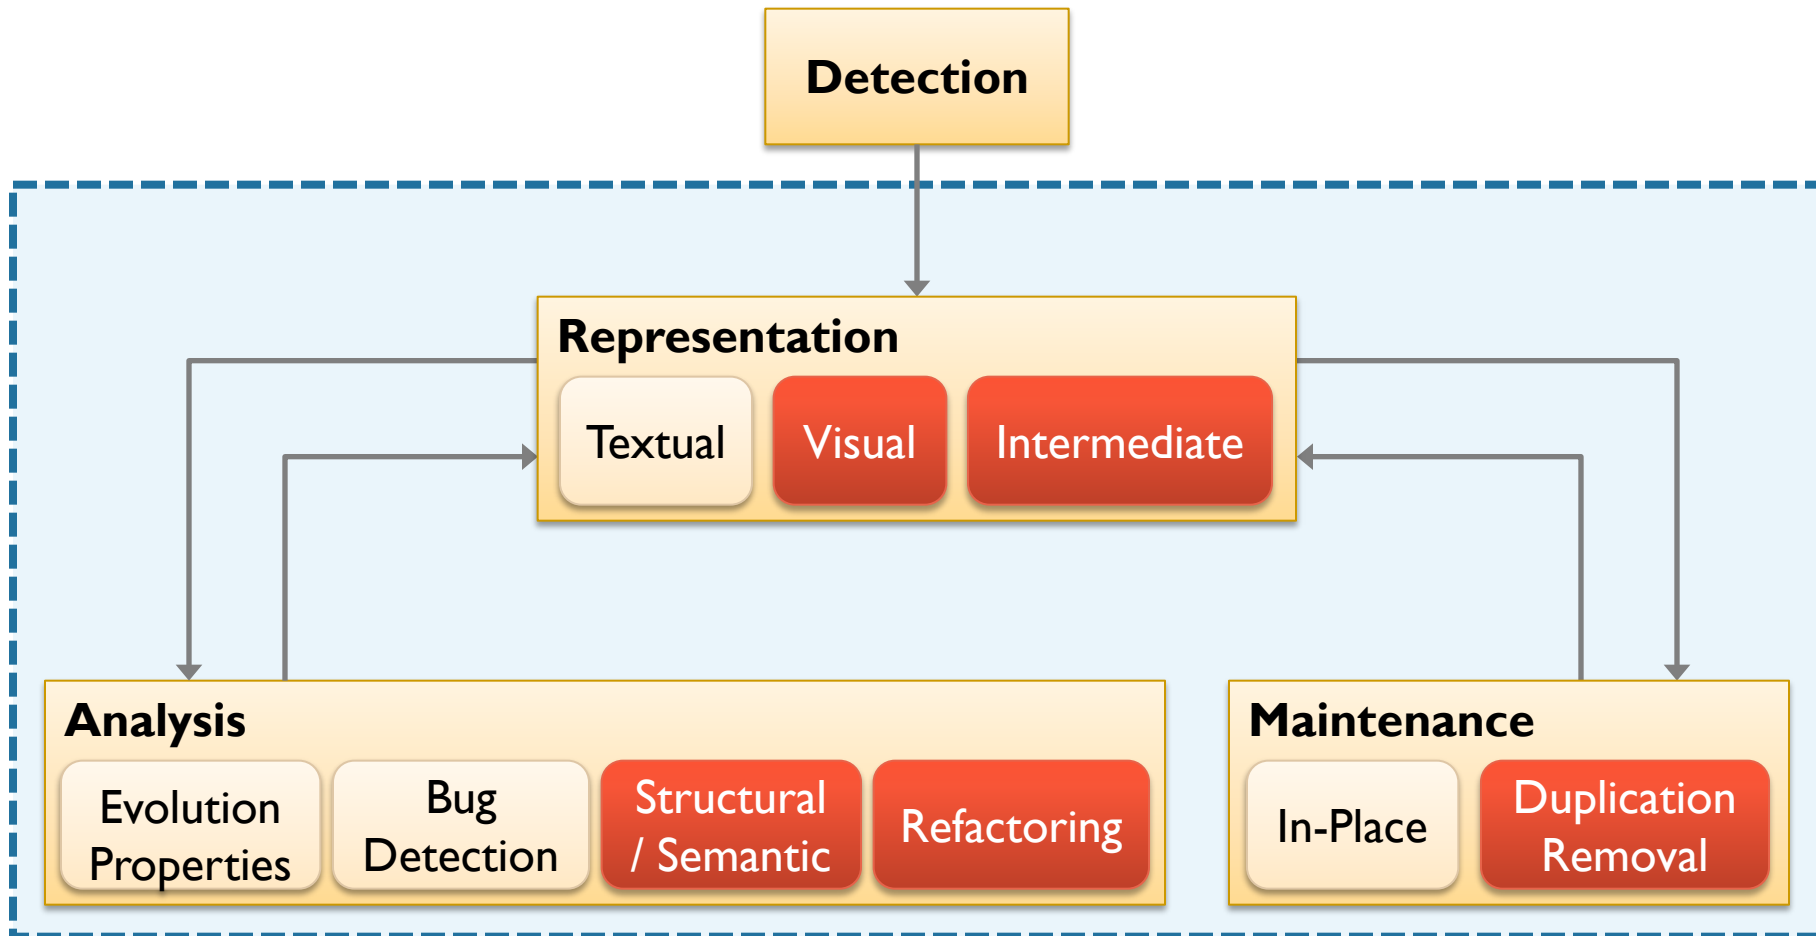 Detection
Representation
Textual
Visual
Intermediate
Analysis
Evolution
Properties
Bug
Detection
Structural
/ Semantic
Refactoring
Maintenance
In-Place
Duplication
Removal